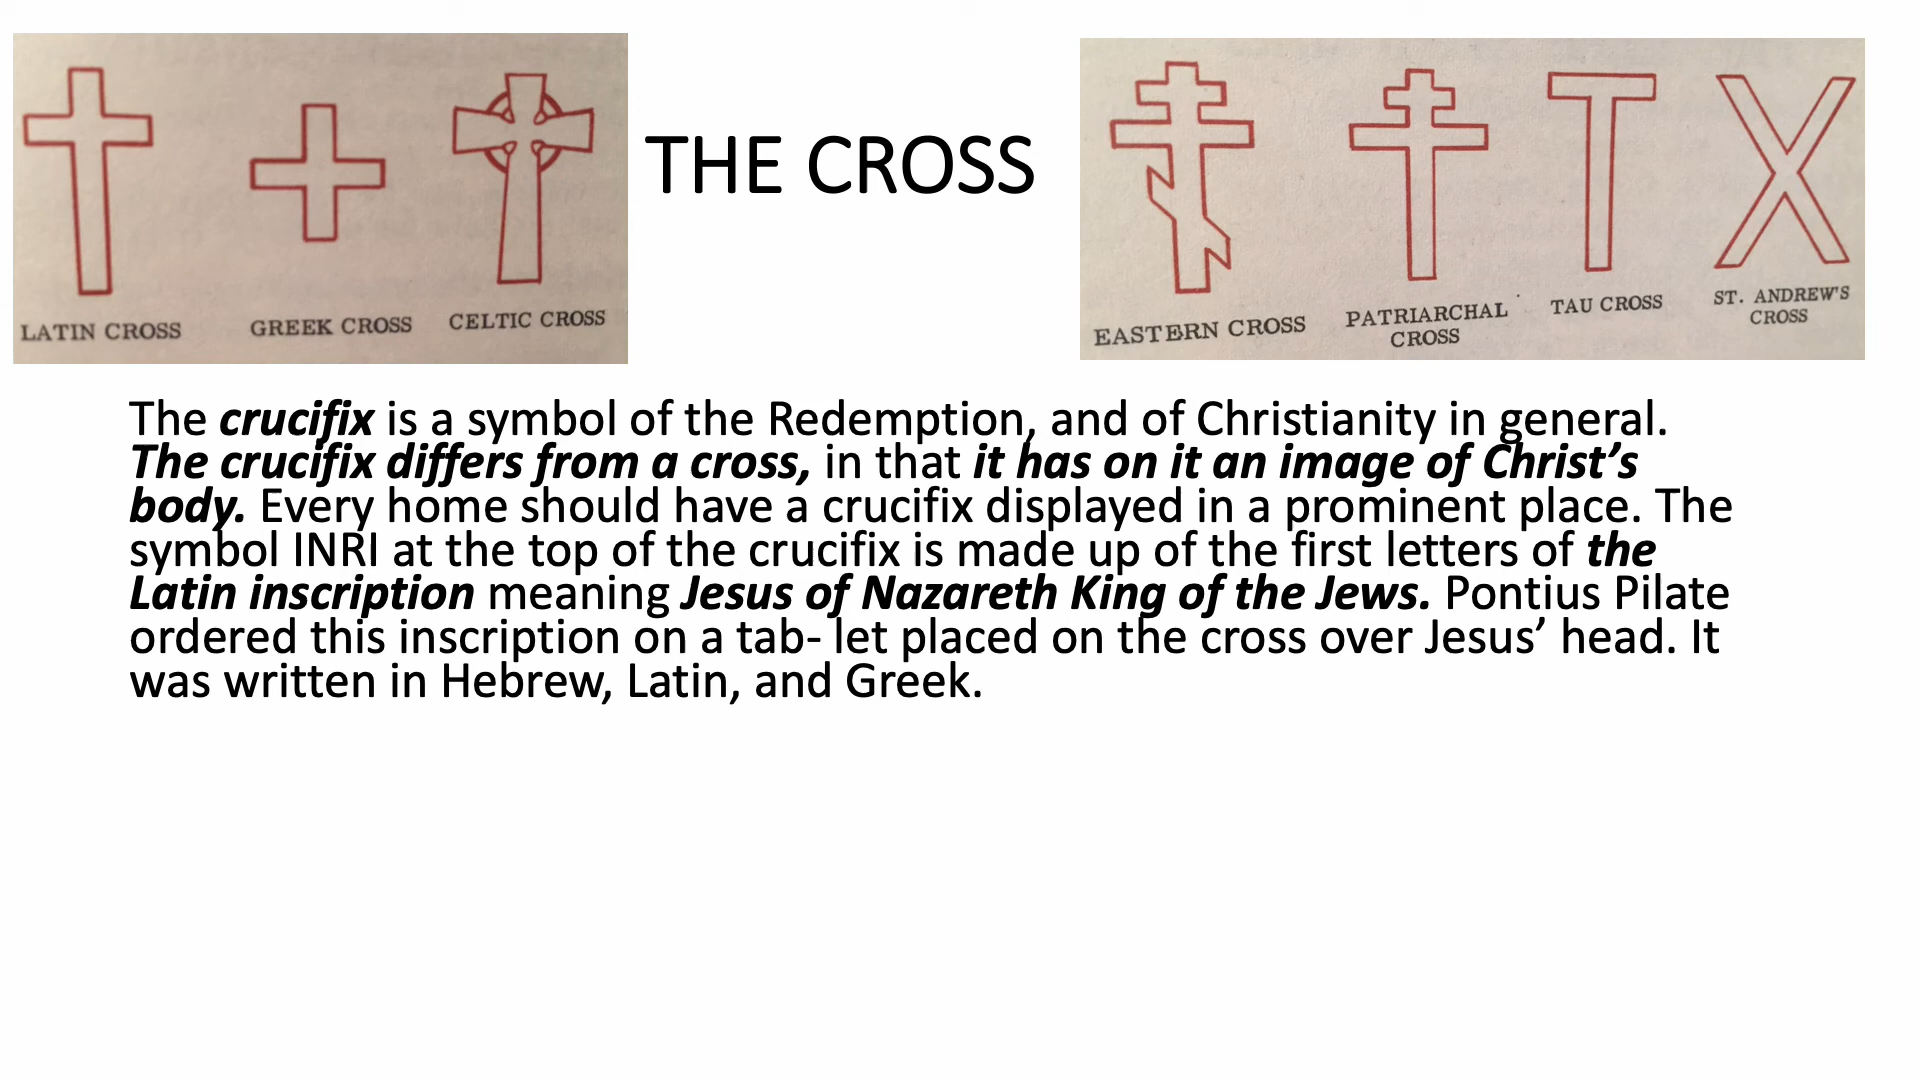 LATIN CROSS
GREEK CROSS
CELTIC CROSS
THE CROSS
EASTERN CROSS
PATRIARCHAL
CROSS
TAU CROSS
ST. ANDREW'S
CROSS
The crucifix is a symbol of the Redemption, and of Christianity in general.
The crucifix differs from a cross, in that it has on it an image of Christ’s
body. Every home should have a crucifix displayed in a prominent place. The
symbol INRI at the top of the crucifix is made up of the first letters of the
Latin inscription meaning Jesus of Nazareth King of the Jews. Pontius Pilate
ordered this inscription on a tab- let placed on the cross over Jesus’ head. It
was written in Hebrew, Latin, and Greek.